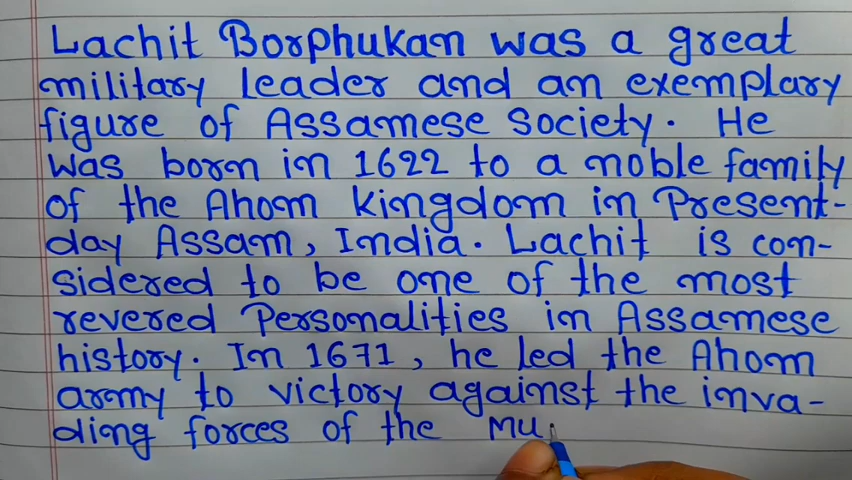 Lachit Borphukan was a great
military leader and an exemplary
figure of Assamese Society. He
was born in 1622 to a noble family
of the Ahom kingdom in Present-
day Assam, India. Lachit is con-
sidered to be one of the most
revered Personalities in Assamese
history. In 1671, he led the Ahom
army to victory against the inva-
ding forces of the Mu